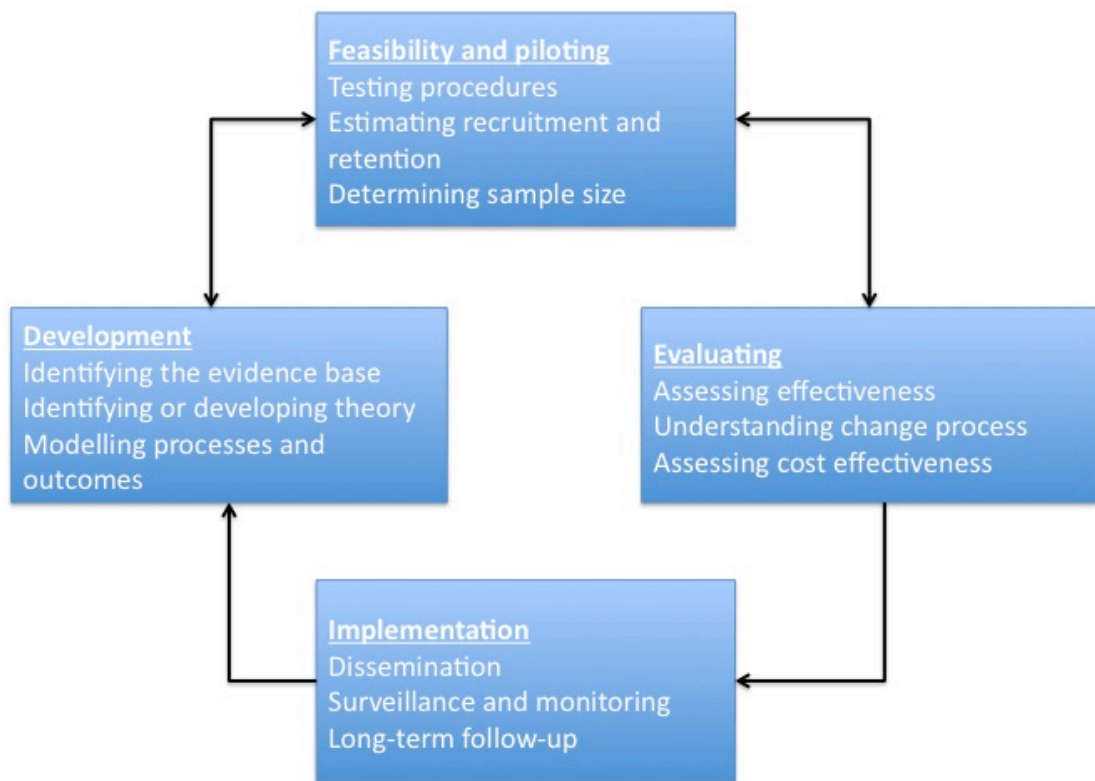 Feasibility and piloting
Testing procedures
Estimating recruitment and
retention
Determining sample size
Development
Identifying the evidence base
Identifying or developing theory
Modelling processes and
outcomes
Evaluating
Assessing effectiveness
Understanding change process
Assessing cost effectiveness
Implementation
Dissemination
Surveillance and monitoring
Long-term follow-up